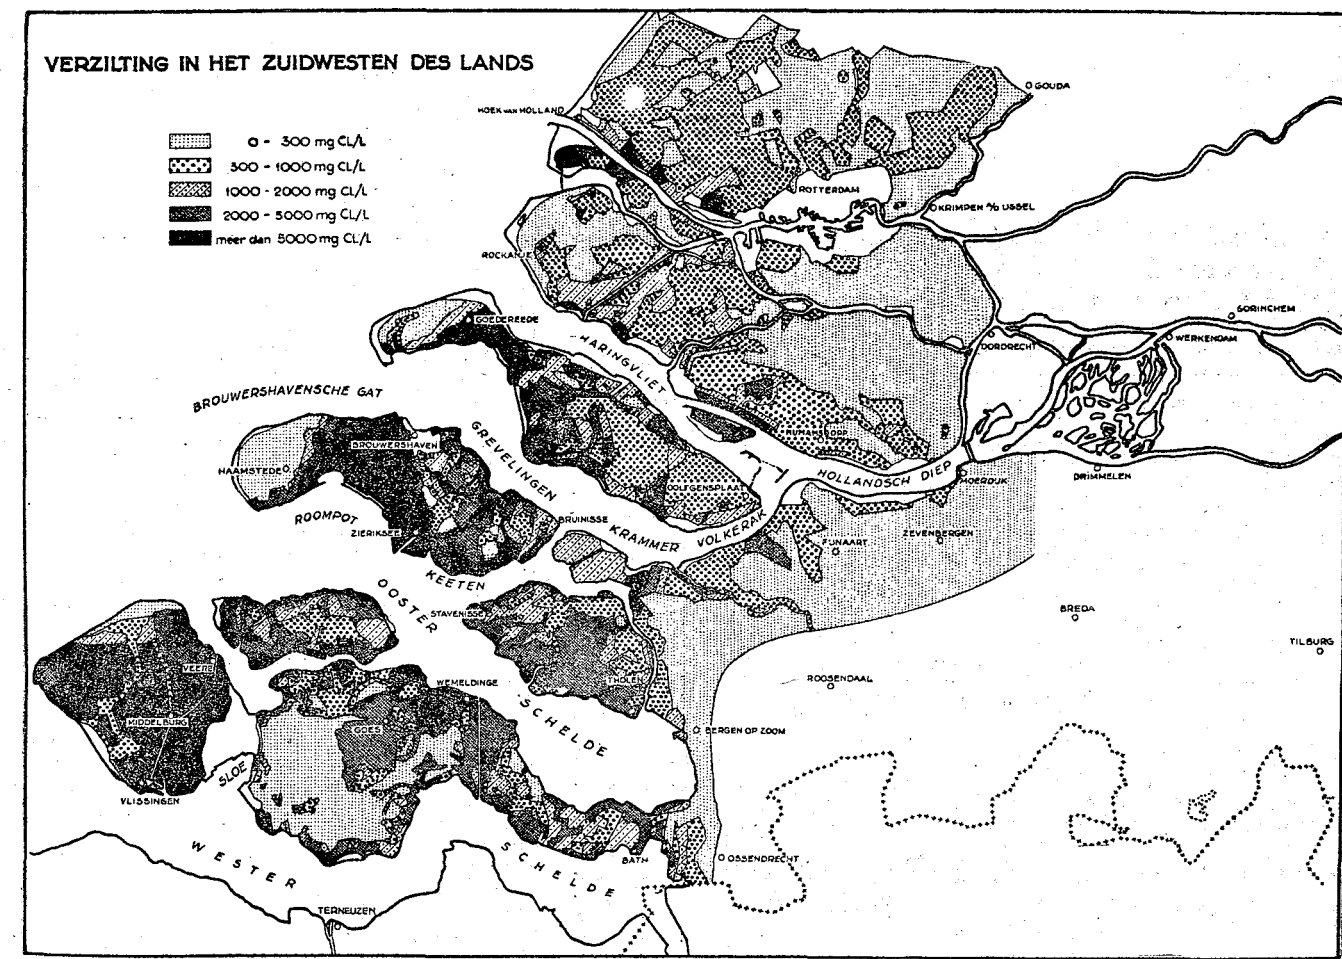 VERZILTING IN HET ZUIDWESTEN DES LANDS
0 - 300 mg CL/L
300 - 1000 mg CL/L
1000 - 2000 mg CL/L
2000 - 5000 mg CL/L
meer dan 5000 mg CL/L
HOEK VAN HOLLAND
GOUDA
ROTTERDAM
KRIMPEN A/D IJSSEL
ROCKANJE
GOEDEREEDE
HARINGVLIET
GORINCHEM
WERKENDAM
DORDRECHT
BROUWERSHAVENSCHE GAT
BROUWERSHAVEN
GREVELINGEN
HAAMSTEDE
HOLLANDSCH DIEP
MOERDIJK
DRIMMELEN
OOLTGENSPLAAT
ROOMPOT
ZIERIKSEE
BRUINISSE
KRAMMER
VOLKERAK
FIJNAART
ZEVENBERGEN
KEETEN
OOSTER
STAVENISSE
BREDA
TILBURG
VEERE
WEMELDINGE
THOLEN
ROOSENDAAL
MIDDELBURG
GOES
SCHELDE
BERGEN OP ZOOM
SLOE
VLISSINGEN
WESTER
SCHELDE
BATH
OSSENDRECHT
TERNEUZEN